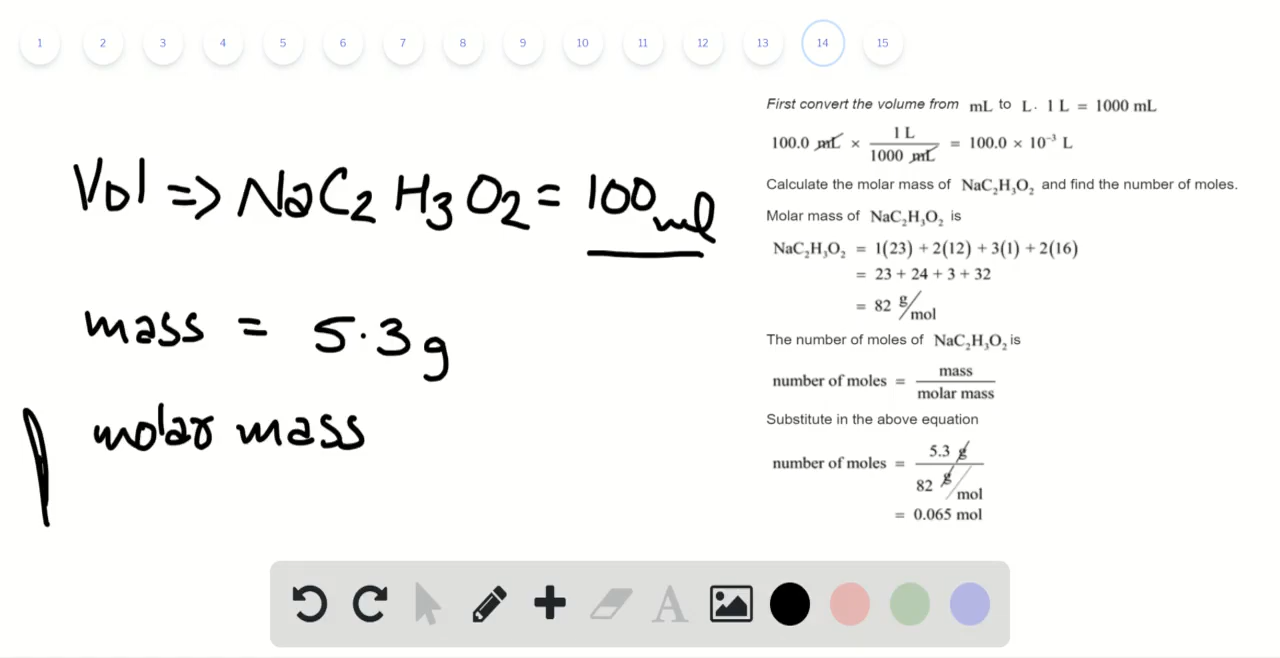 1 2 3 4 5 6 7 8 9 10 11 12 13 14 15
Vol => NaC2 H3 O2 = 100 ml
mass = 5.3g
molar mass
First convert the volume from mL to L. 1 L = 1000 mL
100.0 mL × 1 L / 1000 mL = 100.0 × 10⁻³ L
Calculate the molar mass of NaC₂H₃O₂ and find the number of moles.
Molar mass of NaC₂H₃O₂ is
NaC₂H₃O₂ = 1(23) + 2(12) + 3(1) + 2(16)
= 23 + 24 + 3 + 32
= 82 g/mol
The number of moles of NaC₂H₃O₂ is
number of moles = mass / molar mass
Substitute in the above equation
number of moles = 5.3 g / 82 g/mol
= 0.065 mol
A